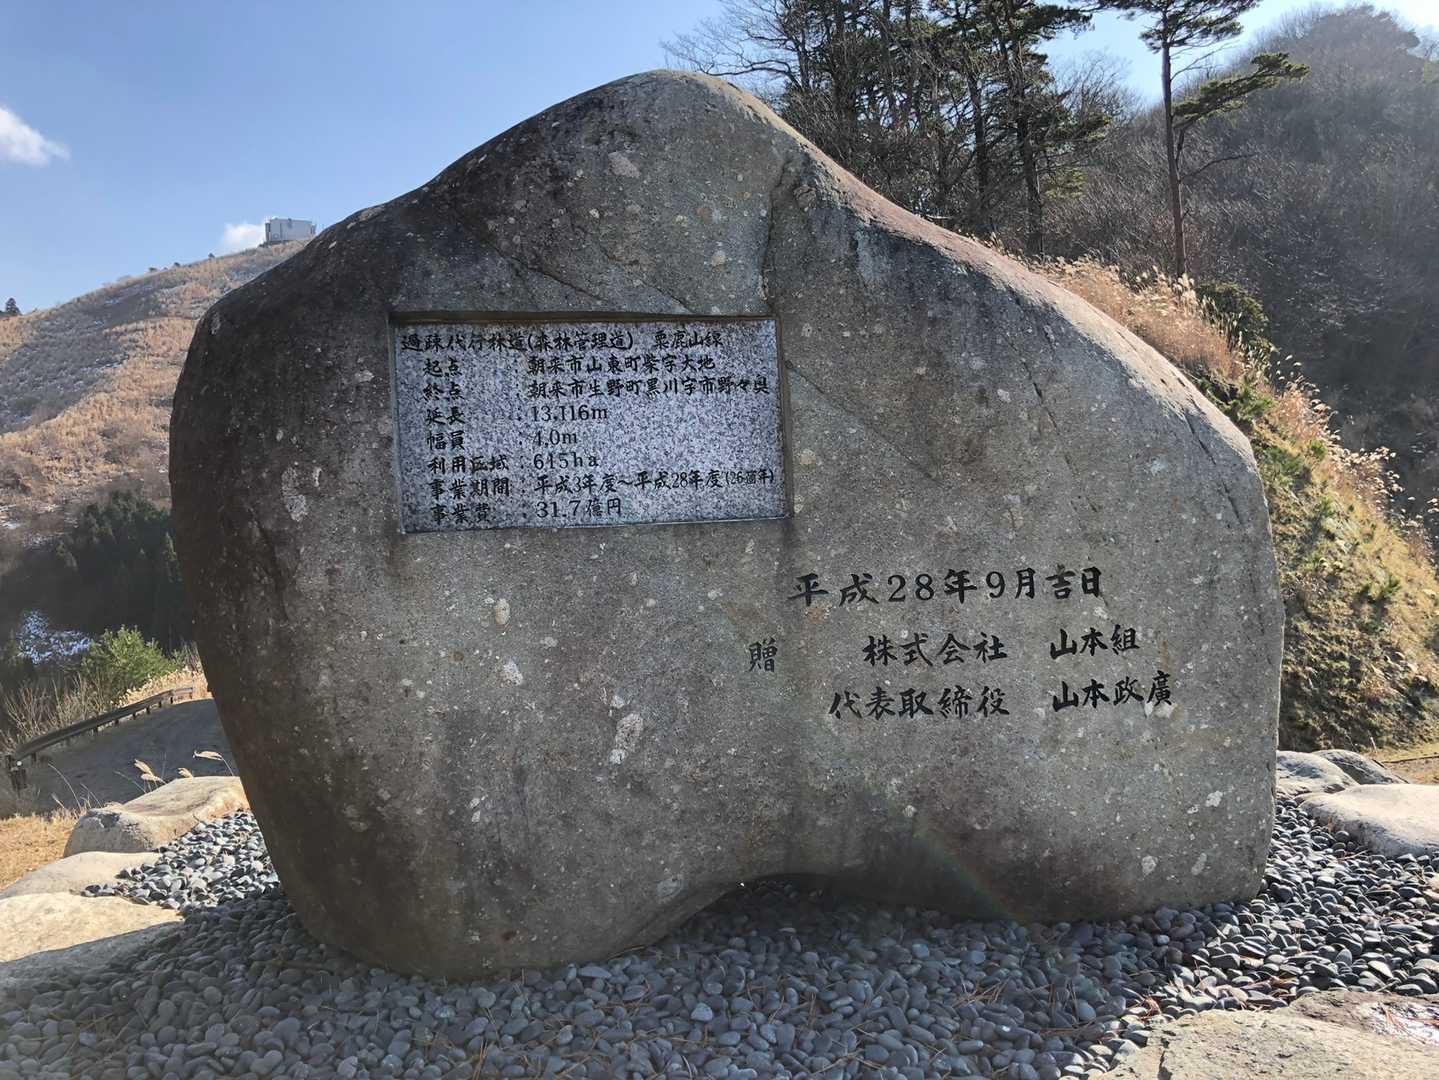 過疎代行林道(森林管理道) 粟鹿山線
起点 : 朝来市山東町柴字大地
終点 : 朝来市生野町黒川字市野々奥
延長 : 13,116m
幅員 : 4.0m
利用区域 : 615ha
事業期間 : 平成3年度～平成28年度(26箇年)
事業費 : 31.7億円
平成28年9月吉日
贈 株式会社 山本組
代表取締役 山本政廣